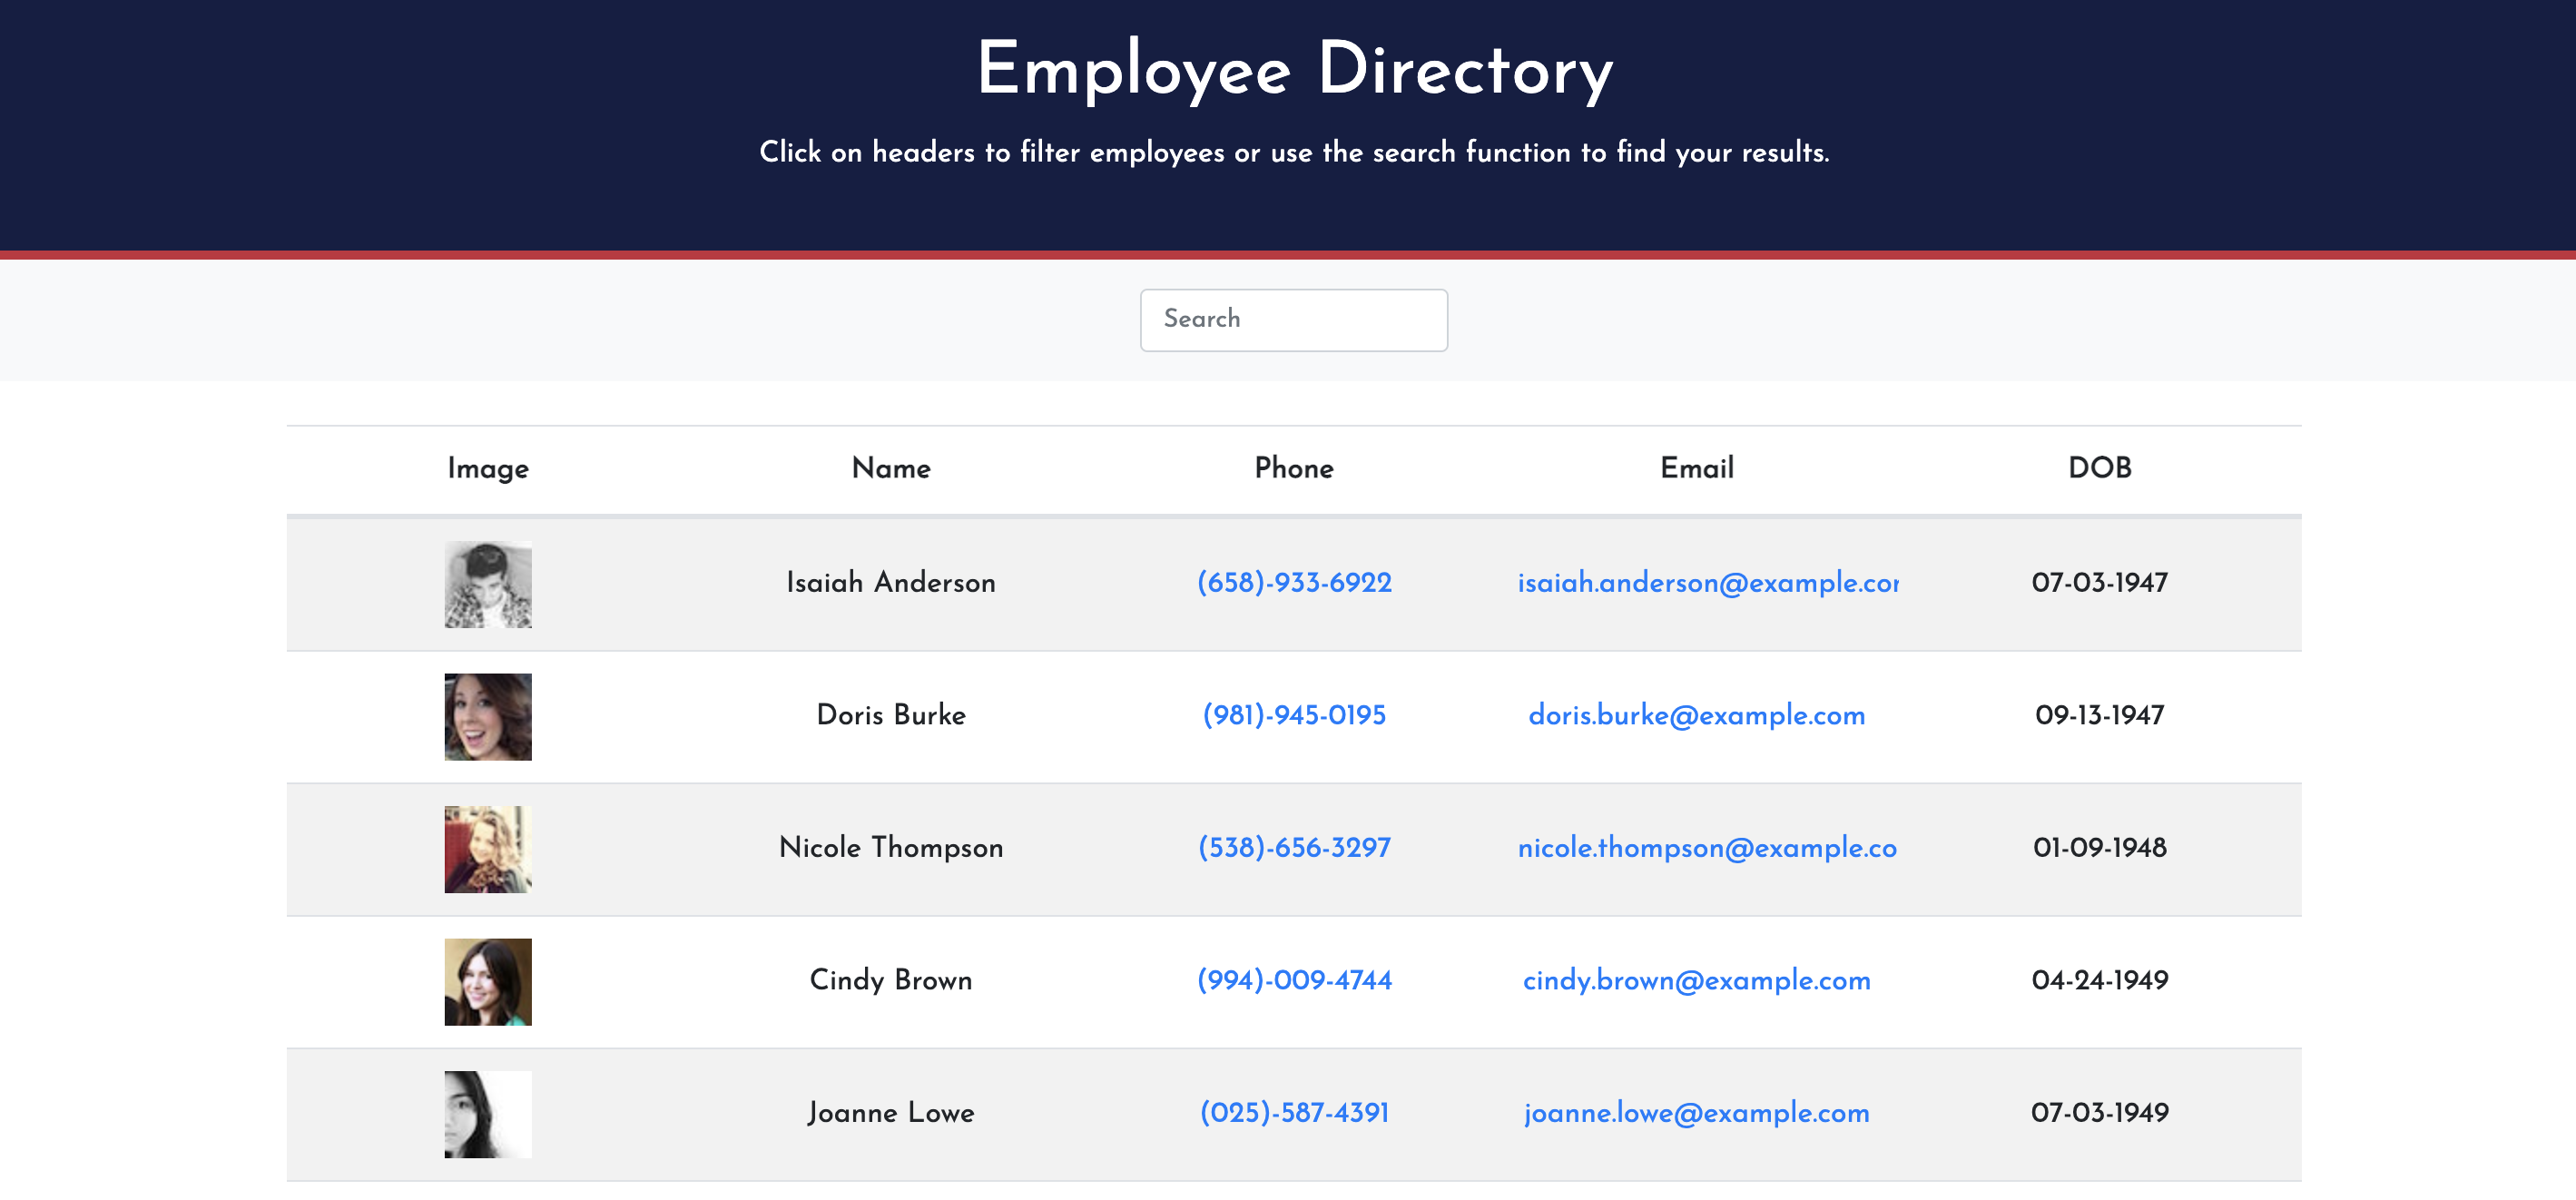 Employee Directory
Click on headers to filter employees or use the search function to find your results.
Search
Image Name Phone Email DOB
Isaiah Anderson (658)-933-6922 isaiah.anderson@example.cor 07-03-1947
Doris Burke (981)-945-0195 doris.burke@example.com 09-13-1947
Nicole Thompson (538)-656-3297 nicole.thompson@example.co 01-09-1948
Cindy Brown (994)-009-4744 cindy.brown@example.com 04-24-1949
Joanne Lowe (025)-587-4391 joanne.lowe@example.com 07-03-1949